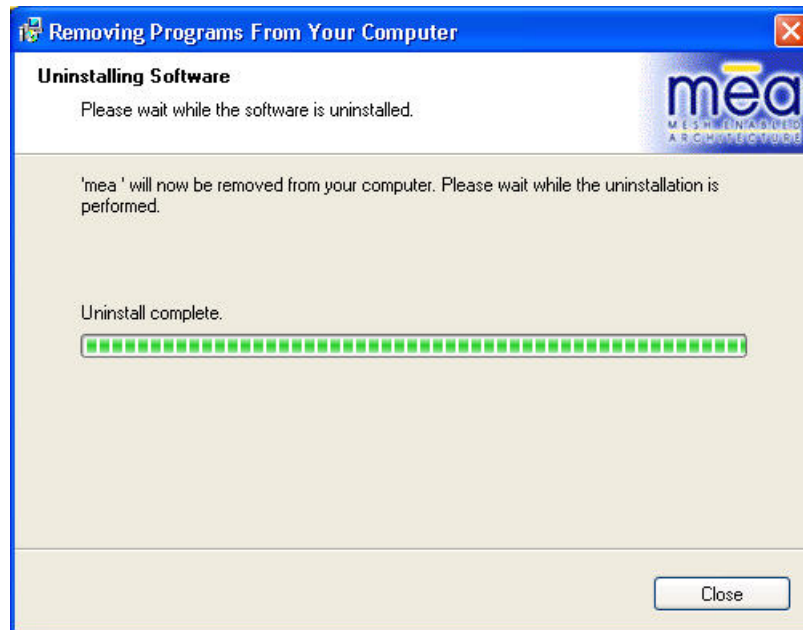 Removing Programs From Your Computer
Uninstalling Software
Please wait while the software is uninstalled.
mēa
MESH ENABLED
ARCHITECTURE
'mea ' will now be removed from your computer. Please wait while the uninstallation is
performed.
Uninstall complete.
Close